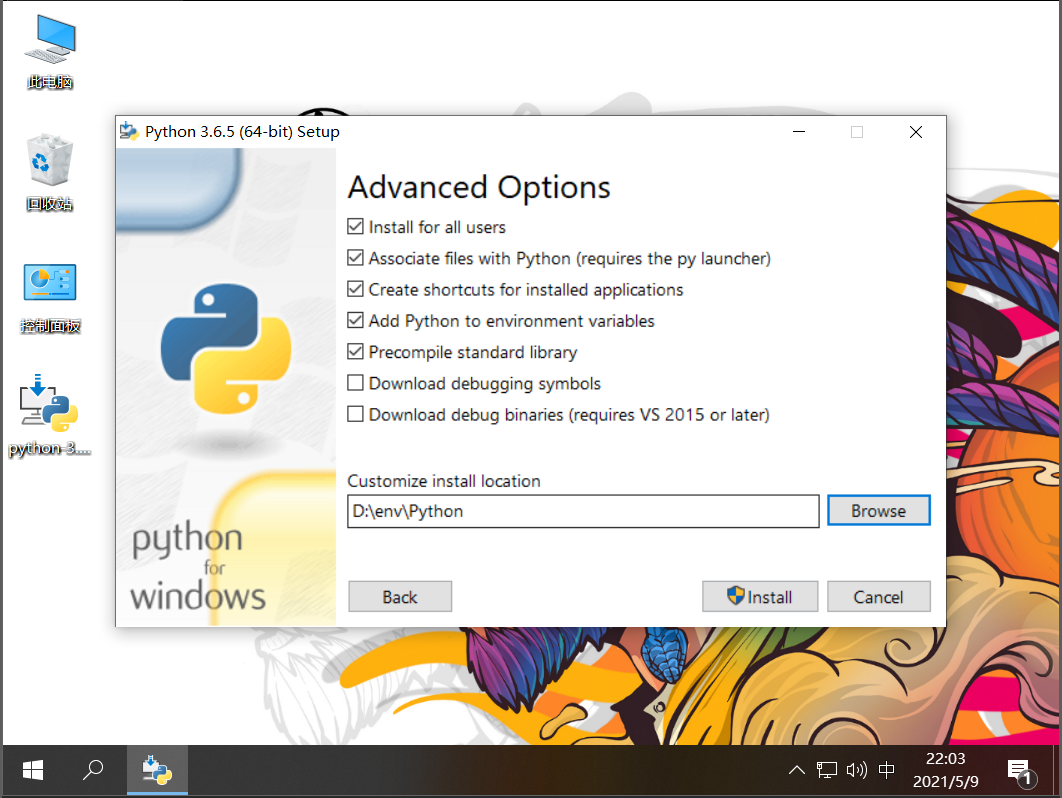 此电脑
回收站
控制面板
python-3....
Python 3.6.5 (64-bit) Setup
Advanced Options
Install for all users
Associate files with Python (requires the py launcher)
Create shortcuts for installed applications
Add Python to environment variables
Precompile standard library
Download debugging symbols
Download debug binaries (requires VS 2015 or later)
Customize install location
D:\env\Python
Browse
python
for
windows
Back
Install
Cancel
中
22:03
2021/5/9
1